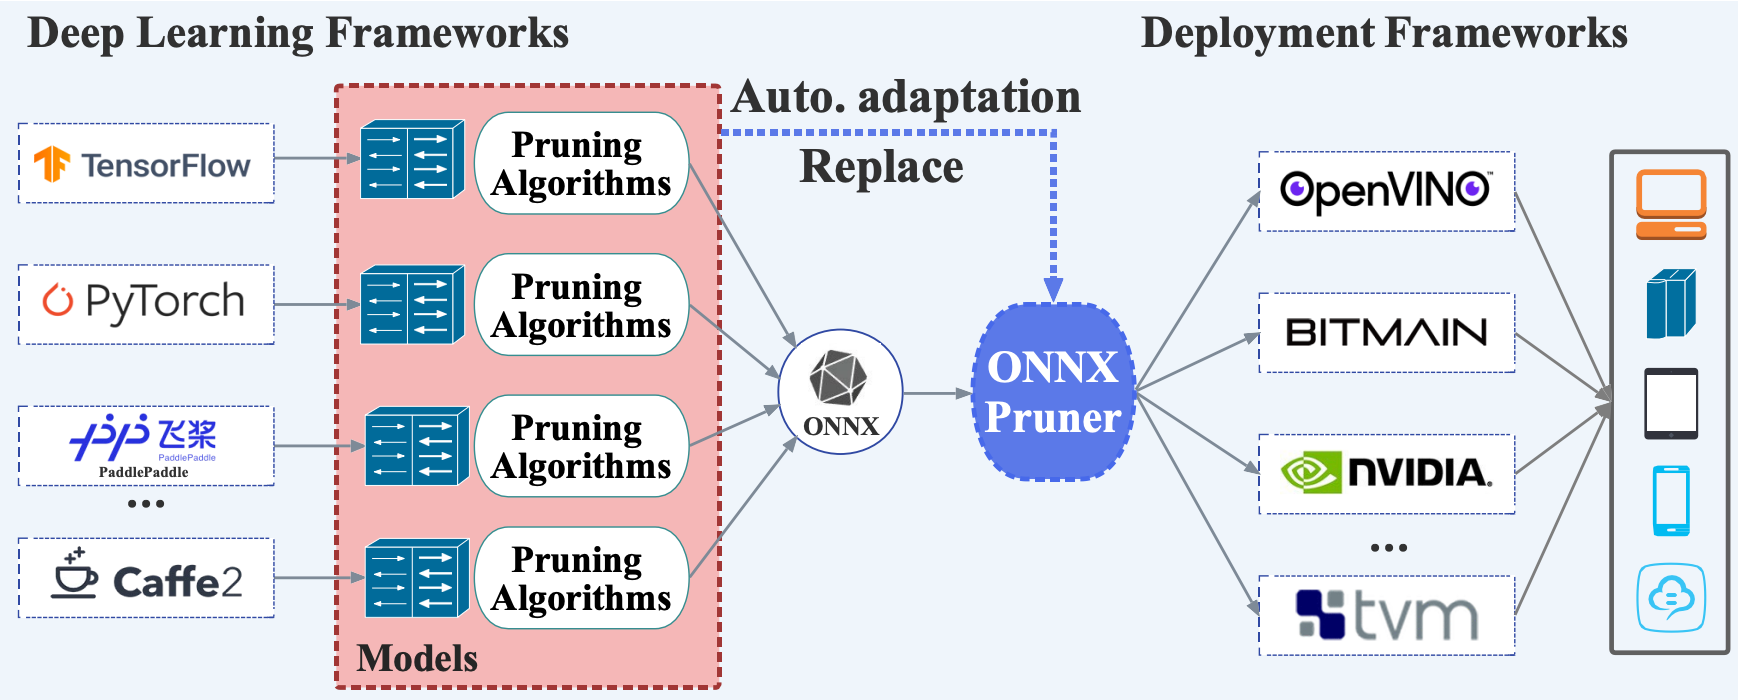 Deep Learning Frameworks
Deployment Frameworks
Auto. adaptation
Replace
TensorFlow
Pruning
Algorithms
PyTorch
Pruning
Algorithms
飞桨
PaddlePaddle
PaddlePaddle
Pruning
Algorithms
...
Caffe2
Pruning
Algorithms
Models
ONNX
ONNX
Pruner
OpenVINO™
BITMAIN
NVIDIA.
...
tvm